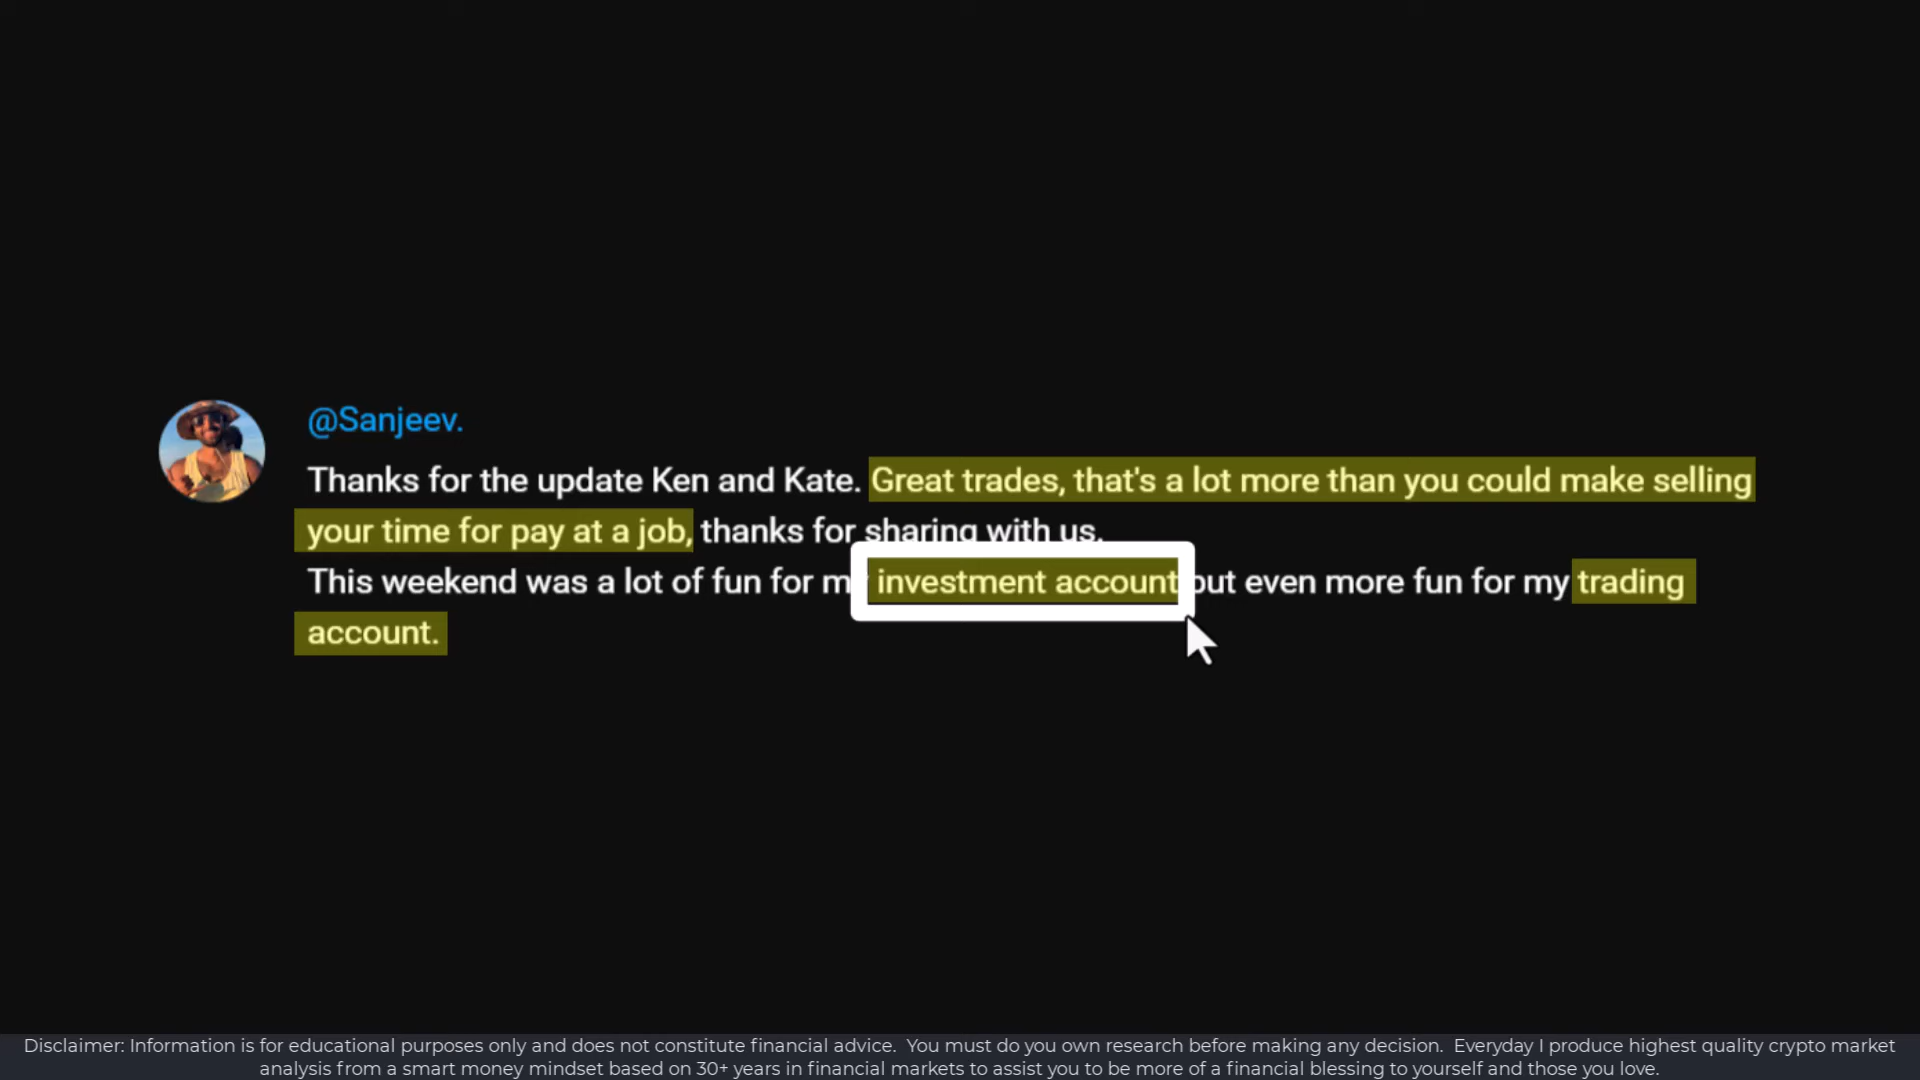 @Sanjeev.
Thanks for the update Ken and Kate. Great trades, that's a lot more than you could make selling
your time for pay at a job, thanks for sharing with us.
This weekend was a lot of fun for my investment account but even more fun for my trading
account.
Disclaimer: Information is for educational purposes only and does not constitute financial advice. You must do you own research before making any decision. Everyday I produce highest quality crypto market
analysis from a smart money mindset based on 30+ years in financial markets to assist you to be more of a financial blessing to yourself and those you love.